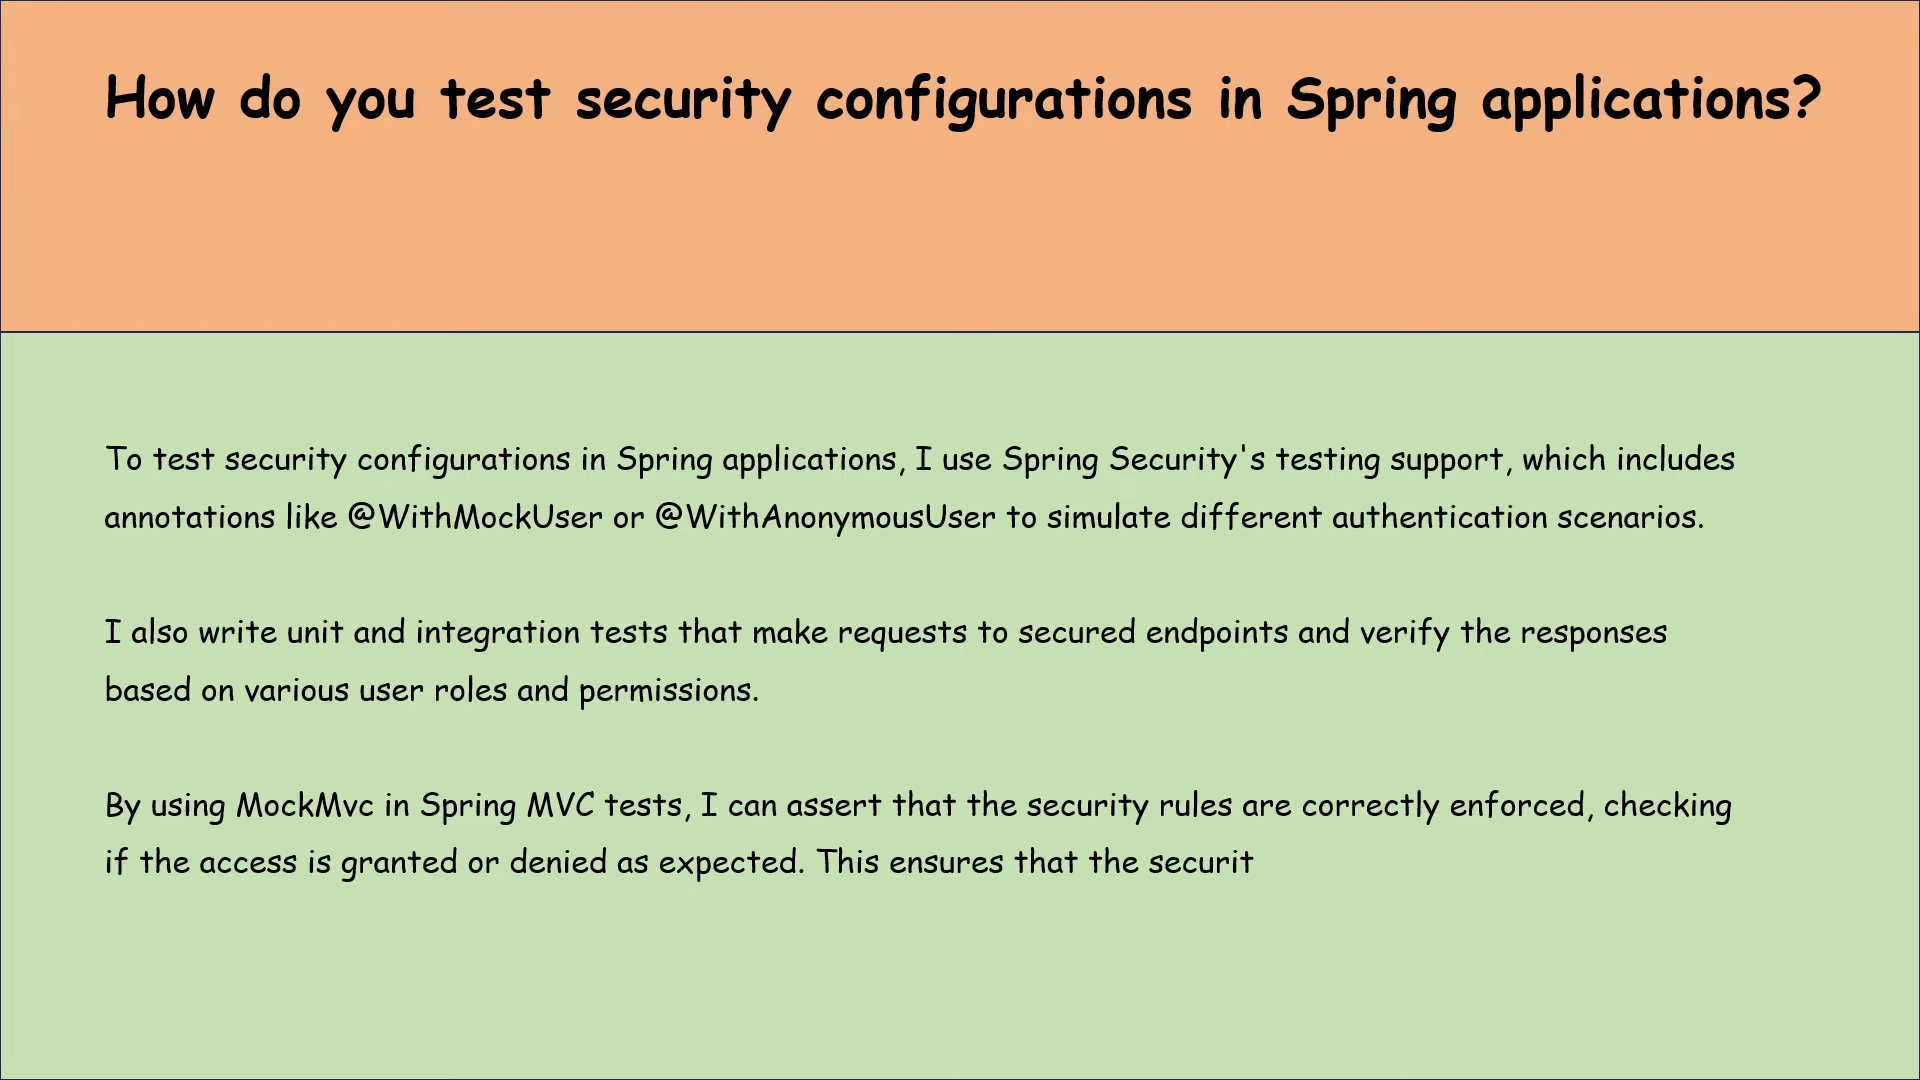 How do you test security configurations in Spring applications?
To test security configurations in Spring applications, I use Spring Security's testing support, which includes
annotations like @WithMockUser or @WithAnonymousUser to simulate different authentication scenarios.
I also write unit and integration tests that make requests to secured endpoints and verify the responses
based on various user roles and permissions.
By using MockMvc in Spring MVC tests, I can assert that the security rules are correctly enforced, checking
if the access is granted or denied as expected. This ensures that the securit